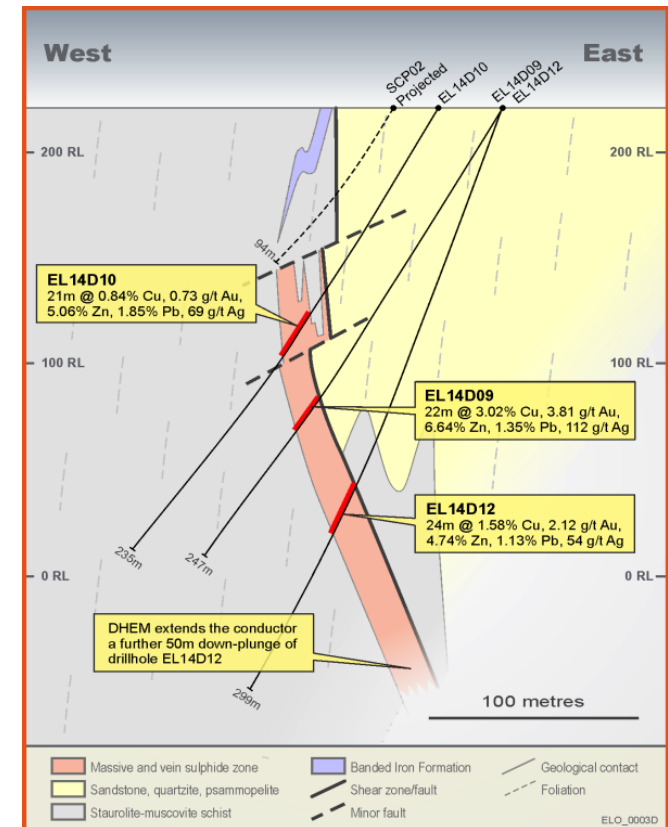 West
East
SCP02
Projected
EL14D10
EL14D09
EL14D12
200 RL
200 RL
94m
EL14D10
21m @ 0.84% Cu, 0.73 g/t Au,
5.06% Zn, 1.85% Pb, 69 g/t Ag
100 RL
100 RL
EL14D09
22m @ 3.02% Cu, 3.81 g/t Au,
6.64% Zn, 1.35% Pb, 112 g/t Ag
EL14D12
24m @ 1.58% Cu, 2.12 g/t Au,
4.74% Zn, 1.13% Pb, 54 g/t Ag
235m
247m
0 RL
0 RL
DHEM extends the conductor
a further 50m down-plunge of
drillhole EL14D12
299m
100 metres
Massive and vein sulphide zone
Banded Iron Formation
Geological contact
Sandstone, quartzite, psammopelite
Shear zone/fault
Foliation
Staurolite-muscovite schist
Minor fault
ELO_0003D